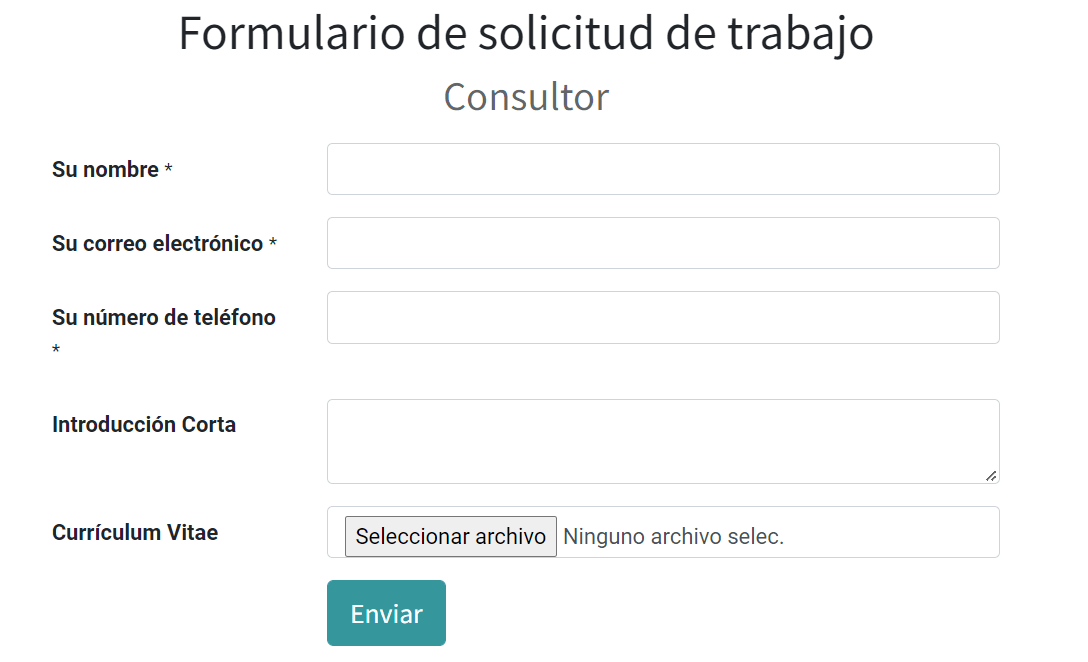 Formulario de solicitud de trabajo
Consultor
Su nombre *
Su correo electrónico *
Su número de teléfono
*
Introducción Corta
Currículum Vitae
Seleccionar archivo Ninguno archivo selec.
Enviar